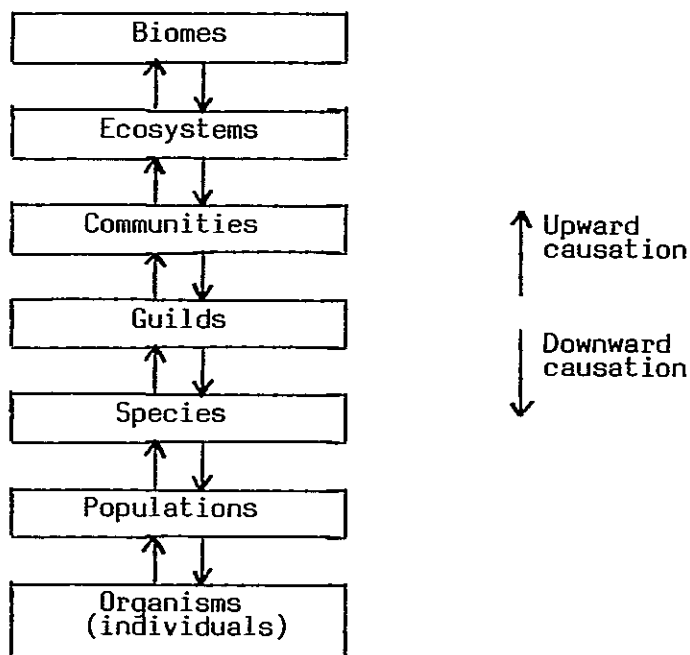 Biomes
Ecosystems
Communities
Guilds
Species
Populations
Organisms
(individuals)
Upward
causation
Downward
causation